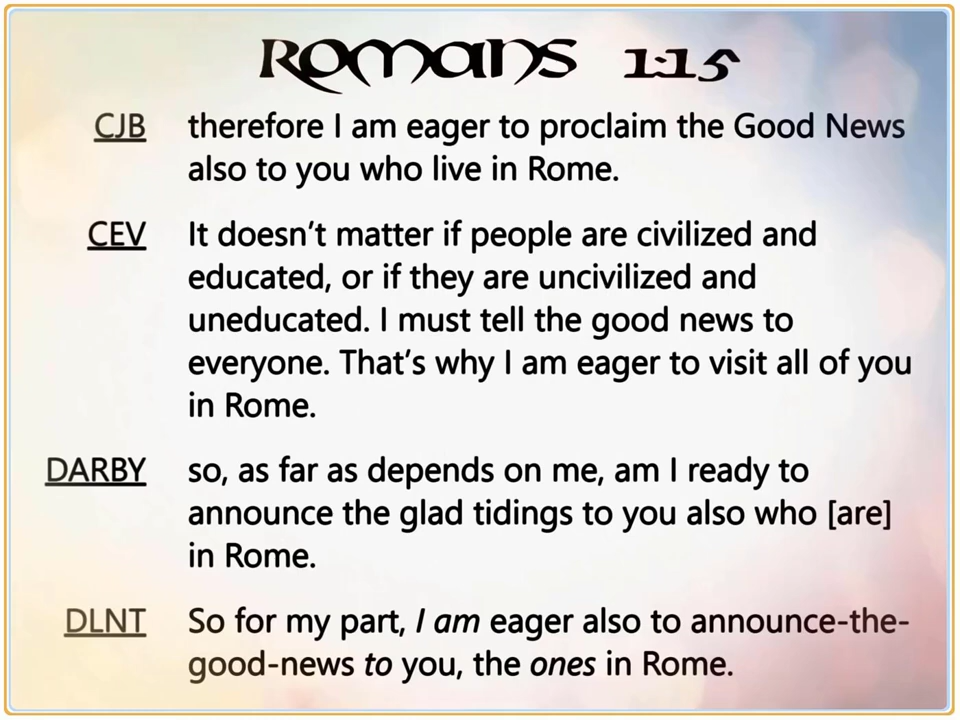 Romans 1:15
CJB therefore I am eager to proclaim the Good News
also to you who live in Rome.
CEV It doesn’t matter if people are civilized and
educated, or if they are uncivilized and
uneducated. I must tell the good news to
everyone. That’s why I am eager to visit all of you
in Rome.
DARBY so, as far as depends on me, am I ready to
announce the glad tidings to you also who [are]
in Rome.
DLNT So for my part, I am eager also to announce-the-
good-news to you, the ones in Rome.